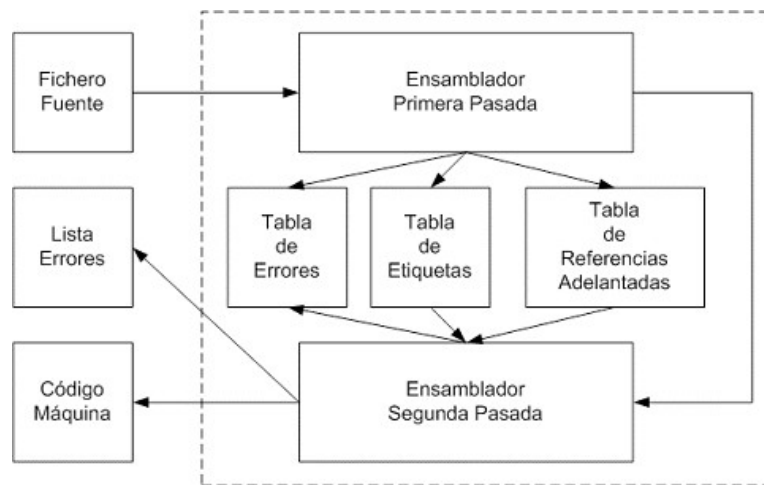 Fichero
Fuente
Ensamblador
Primera Pasada
Lista
Errores
Tabla
de
Errores
Tabla
de
Etiquetas
Tabla
de
Referencias
Adelantadas
Código
Máquina
Ensamblador
Segunda Pasada